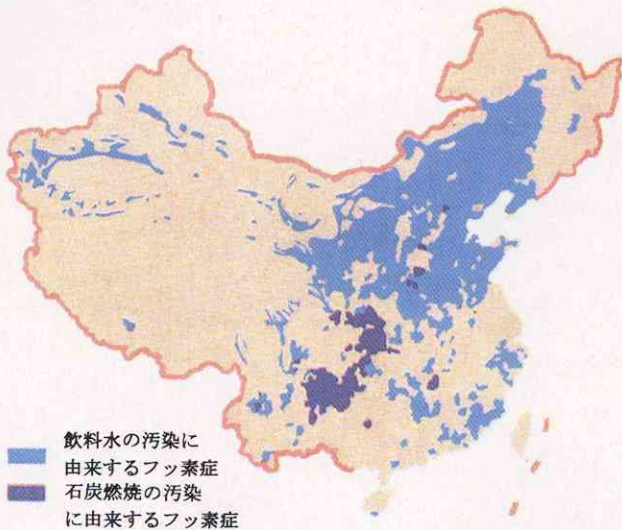 飲料水の汚染に
由来するフッ素症
石炭燃焼の汚染
に由来するフッ素症